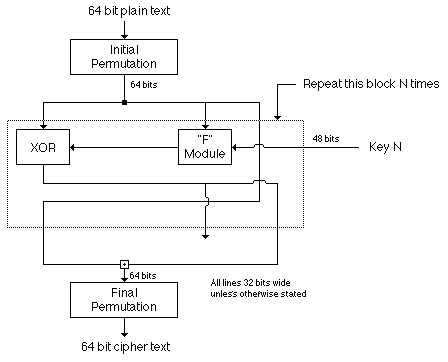 64 bit plain text
Initial
Permutation
64 bits
Repeat this block N times
XOR
"F"
Module
48 bits
Key N
64 bits
All lines 32 bits wide
unless otherwise stated
Final
Permutation
64 bit cipher text